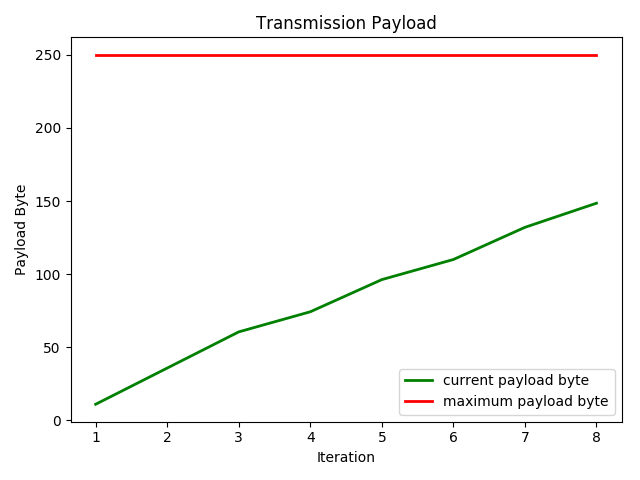 Transmission Payload
250
200
150
100
50
0
Payload Byte
current payload byte
maximum payload byte
1 2 3 4 5 6 7 8
Iteration